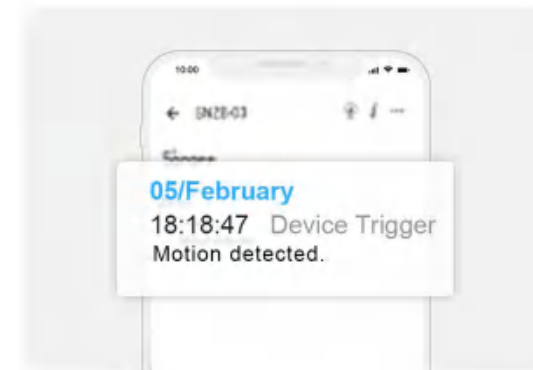 10:00
← SNZB-03
05/February
18:18:47 Device Trigger
Motion detected.